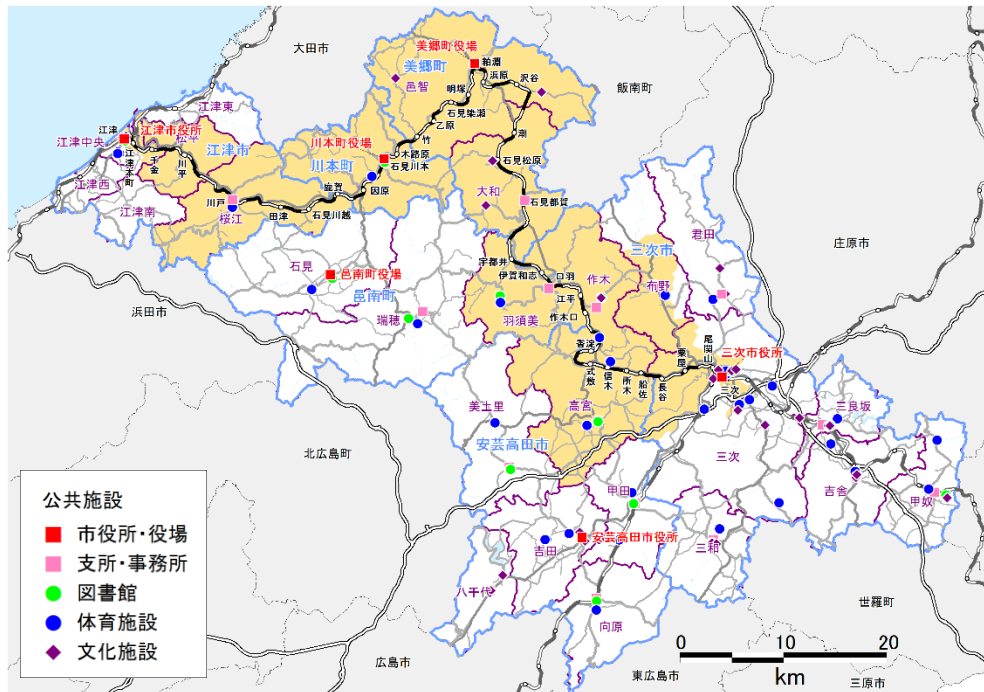 大田市
美郷町役場
粕淵
美郷町
浜原
沢谷
飯南町
邑智
明塚
石見簗瀬
乙原
江津東
江津
江津市役所
松平
江津中央
江津本町
千金
川平
江津市
川本町役場
竹
木路原
石見川本
川本町
因原
鹿賀
石見川越
田津
川戸
桜江
江津西
江津南
潮
石見松原
大和
石見都賀
君田
庄原市
三次市
石見
邑南町役場
邑南町
瑞穂
宇都井
伊賀和志
口羽
江平
作木口
作木
布野
羽須美
浜田市
香淀
式敷
信木
所木
船佐
長谷
粟屋
尾関山
三次市役所
三次
美土里
高宮
安芸高田市
三良坂
三次
北広島町
甲田
吉舎
甲奴
吉田
安芸高田市役所
三和
八千代
向原
世羅町
広島市
東広島市
三原市
公共施設
市役所・役場
支所・事務所
図書館
体育施設
文化施設
0 10 20
km